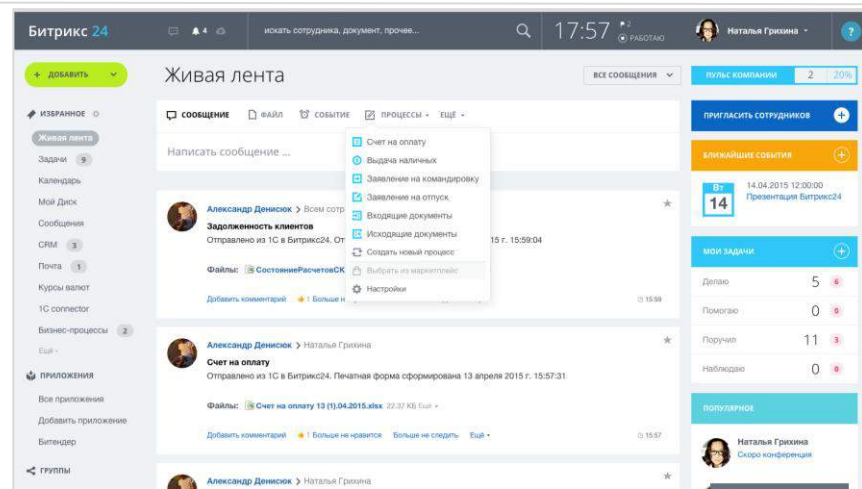 Битрикс 24
4
искать сотрудника, документ, прочее...
17:57
2
РАБОТАЮ
Наталья Грихина
?
+ ДОБАВИТЬ
Живая лента
ВСЕ СООБЩЕНИЯ
ПУЛЬС КОМПАНИИ 2 20%
ИЗБРАННОЕ
Живая лента
Задачи 9
Календарь
Мой Диск
Сообщения
CRM 3
Почта 1
Курсы валют
1C connector
Бизнес-процессы 2
Ещё
ПРИЛОЖЕНИЯ
Все приложения
Добавить приложение
Битендер
ГРУППЫ
СООБЩЕНИЕ ФАЙЛ СОБЫТИЕ ПРОЦЕССЫ ЕЩЁ
Написать сообщение ...
Счет на оплату
Выдача наличных
Заявление на командировку
Заявление на отпуск
Входящие документы
Исходящие документы
Создать новый процесс
Выбрать из маркетплейс
Настройки
Александр Денисюк > Всем сотр
Задолженность клиентов
Отправлено из 1С в Битрикс24. От 15 г. 15:59:04
Файлы: СостояниеРасчетовСК
Добавить комментарий 1 Больше н 15:59
Александр Денисюк > Наталья Грихина
Счет на оплату
Отправлено из 1С в Битрикс24. Печатная форма сформирована 13 апреля 2015 г. 15:57:31
Файлы: Счет на оплату 13 (1).04.2015.xlsx 22.37 КБ Ещё
Добавить комментарий 1 Больше не нравится Больше не следить Ещё 15:57
Александр Денисюк > Наталья Грихина
ПРИГЛАСИТЬ СОТРУДНИКОВ +
БЛИЖАЙШИЕ СОБЫТИЯ +
Вт
14
14.04.2015 12:00:00
Презентация Битрикс24
МОИ ЗАДАЧИ +
Делаю 5 6
Помогаю 0 0
Поручил 11 3
Наблюдаю 0 0
ПОПУЛЯРНОЕ
Наталья Грихина
Скоро конференция